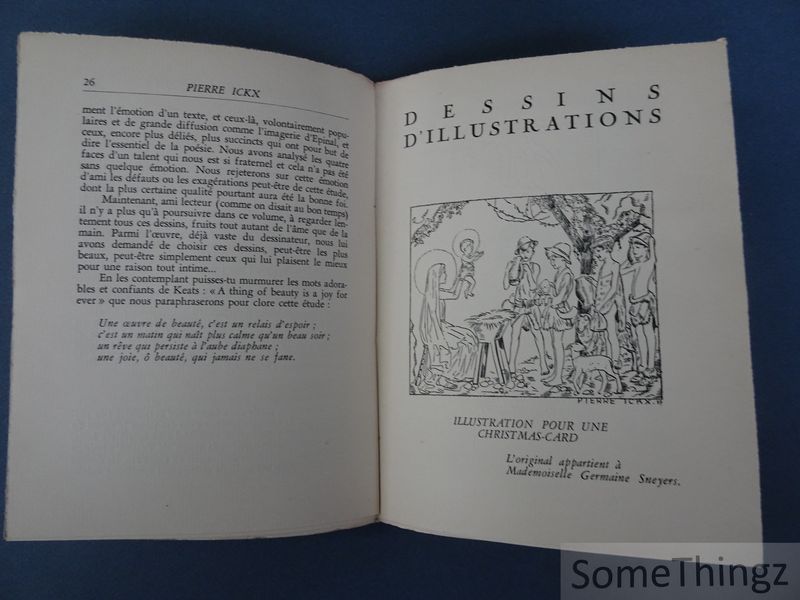 26
PIERRE ICKX
ment l'émotion d'un texte, et ceux-là, volontairement popu-
laires et de grande diffusion comme l'imagerie d'Epinal, et
ceux, encore plus déliés, plus succincts qui ont pour but de
dire l'essentiel de la poésie. Nous avons analysé les quatre
faces d'un talent qui nous est si fraternel et cela n'a pas été
sans quelque émotion. Nous rejeterons sur cette émotion
d'ami les défauts ou les exagérations peut-être de cette étude,
dont la plus certaine qualité pourtant aura été la bonne foi.
Maintenant, ami lecteur (comme on disait au bon temps)
il n'y a plus qu'à poursuivre dans ce volume, à regarder len-
tement tous ces dessins, fruits tout autant de l'âme que de la
main. Parmi l'œuvre, déjà vaste du dessinateur, nous lui
avons demandé de choisir ces dessins, peut-être les plus
beaux, peut-être simplement ceux qui lui plaisent le mieux
pour une raison tout intime...
En les contemplant puisses-tu murmurer les mots adora-
bles et confiants de Keats : « A thing of beauty is a joy for
ever » que nous paraphraserons pour clore cette étude :
Une œuvre de beauté, c'est un relais d'espoir ;
c'est un matin qui naît plus calme qu'un beau soir ;
un rêve qui persiste à l'aube diaphane ;
une joie, ô beauté, qui jamais ne se fane.
DESSINS
D'ILLUSTRATIONS
PIERRE ICKX
ILLUSTRATION POUR UNE
CHRISTMAS-CARD
L'original appartient à
Mademoiselle Germaine Sneyers.
SomeThingz